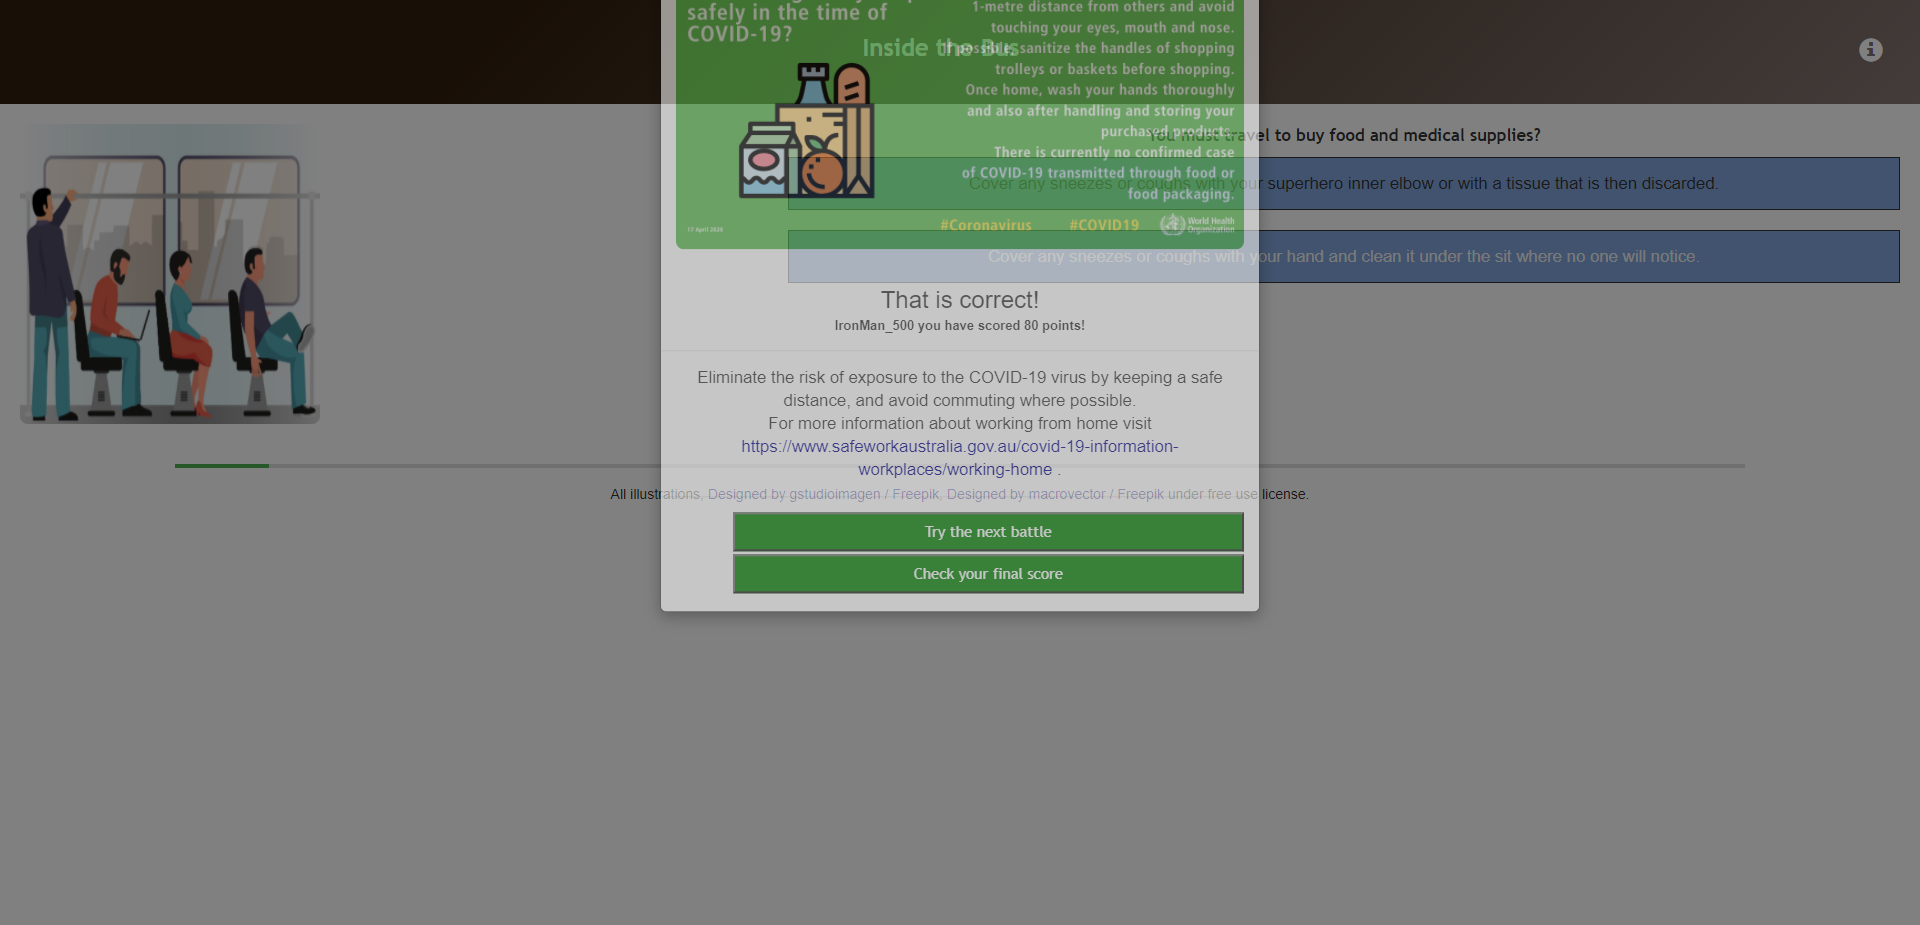 safely in the time of
COVID-19?
1-metre distance from others and avoid
touching your eyes, mouth and nose.
If possible, sanitize the handles of shopping
trolleys or baskets before shopping.
Once home, wash your hands thoroughly
and also after handling and storing your
purchased products.
There is currently no confirmed case
of COVID-19 transmitted through food or
food packaging.
#Coronavirus #COVID19 World Health
Organization
17 April 2020
Inside the Bus
You must travel to buy food and medical supplies?
Cover any sneezes or coughs with your superhero inner elbow or with a tissue that is then discarded.
Cover any sneezes or coughs with your hand and clean it under the sit where no one will notice.
That is correct!
IronMan_500 you have scored 80 points!
Eliminate the risk of exposure to the COVID-19 virus by keeping a safe
distance, and avoid commuting where possible.
For more information about working from home visit
https://www.safeworkaustralia.gov.au/covid-19-information-
workplaces/working-home .
All illustrations, Designed by gstudioimagen / Freepik, Designed by macrovector / Freepik under free use license.
Try the next battle
Check your final score